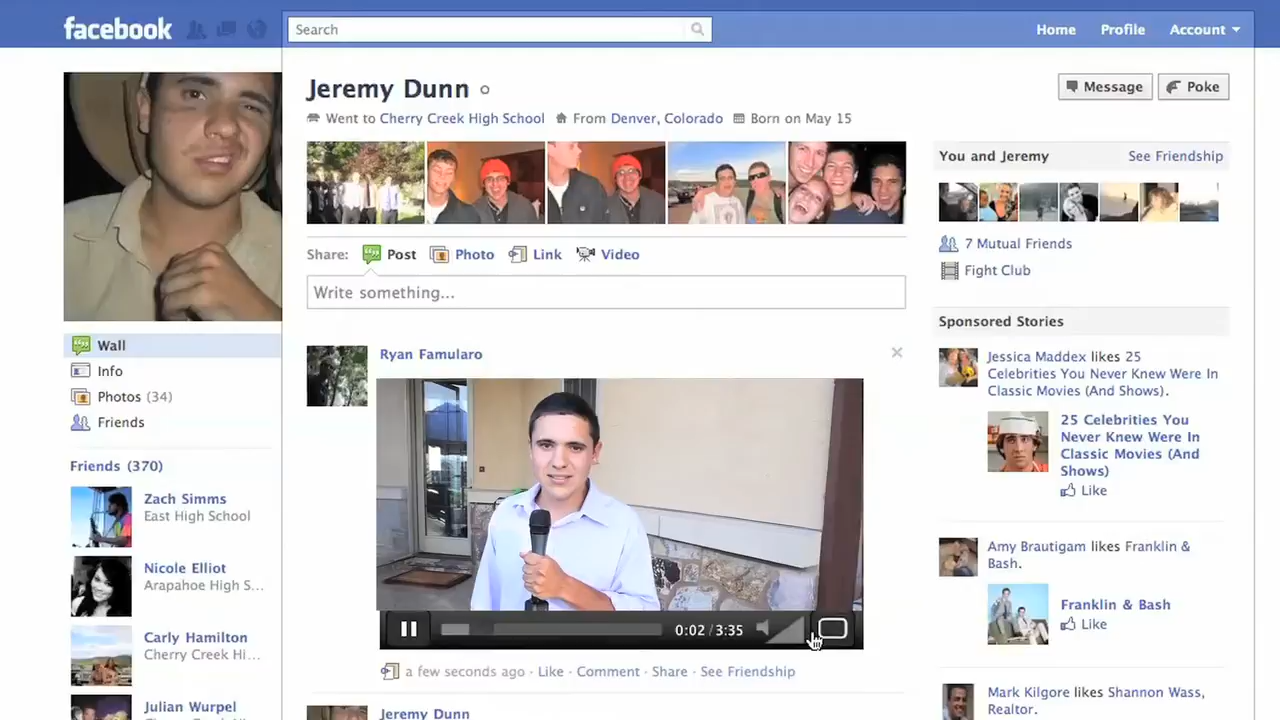 facebook
Search
Home
Profile
Account
Jeremy Dunn
Message
Poke
Went to Cherry Creek High School
From Denver, Colorado
Born on May 15
You and Jeremy
See Friendship
7 Mutual Friends
Fight Club
Share:
Post
Photo
Link
Video
Write something...
Wall
Info
Photos (34)
Friends
Friends (370)
Zach Simms
East High School
Nicole Elliot
Arapahoe High S...
Carly Hamilton
Cherry Creek Hi...
Julian Wurpel
Ryan Famularo
0:02 / 3:35
a few seconds ago · Like · Comment · Share · See Friendship
Jeremy Dunn
Sponsored Stories
Jessica Maddex likes 25
Celebrities You Never Knew Were In
Classic Movies (And Shows).
25 Celebrities You
Never Knew Were In
Classic Movies (And
Shows)
Like
Amy Brautigam likes Franklin &
Bash.
Franklin & Bash
Like
Mark Kilgore likes Shannon Wass,
Realtor.